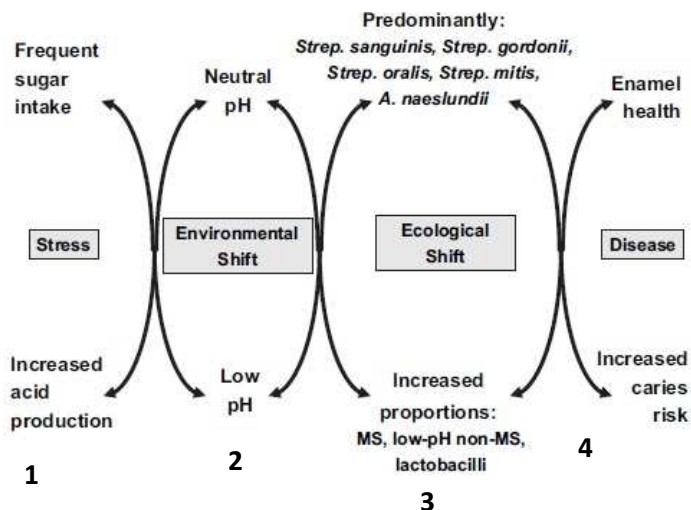 Frequent
sugar
intake
Neutral
pH
Predominantly:
Strep. sanguinis, Strep. gordonii,
Strep. oralis, Strep. mitis,
A. naeslundii
Enamel
health
Stress
Environmental
Shift
Ecological
Shift
Disease
Increased
acid
production
Low
pH
Increased
proportions:
MS, low-pH non-MS,
lactobacilli
Increased
caries
risk
1
2
3
4